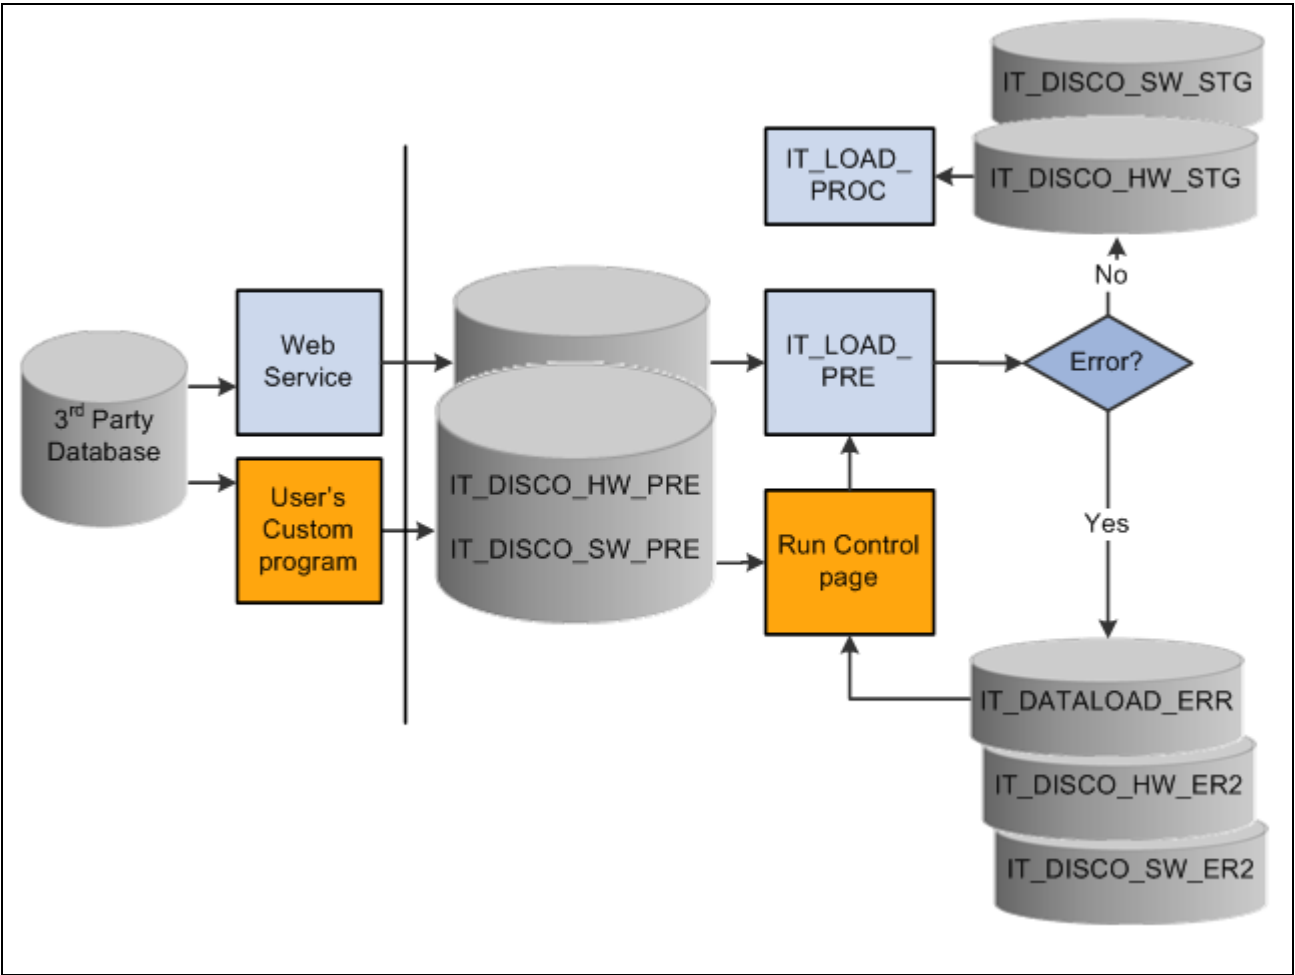 IT_DISCO_SW_STG
IT_LOAD_
PROC
IT_DISCO_HW_STG
No
Web
Service
IT_LOAD_
PRE
Error?
3rd Party
Database
User's
Custom
program
IT_DISCO_HW_PRE
IT_DISCO_SW_PRE
Run Control
page
Yes
IT_DATALOAD_ERR
IT_DISCO_HW_ER2
IT_DISCO_SW_ER2